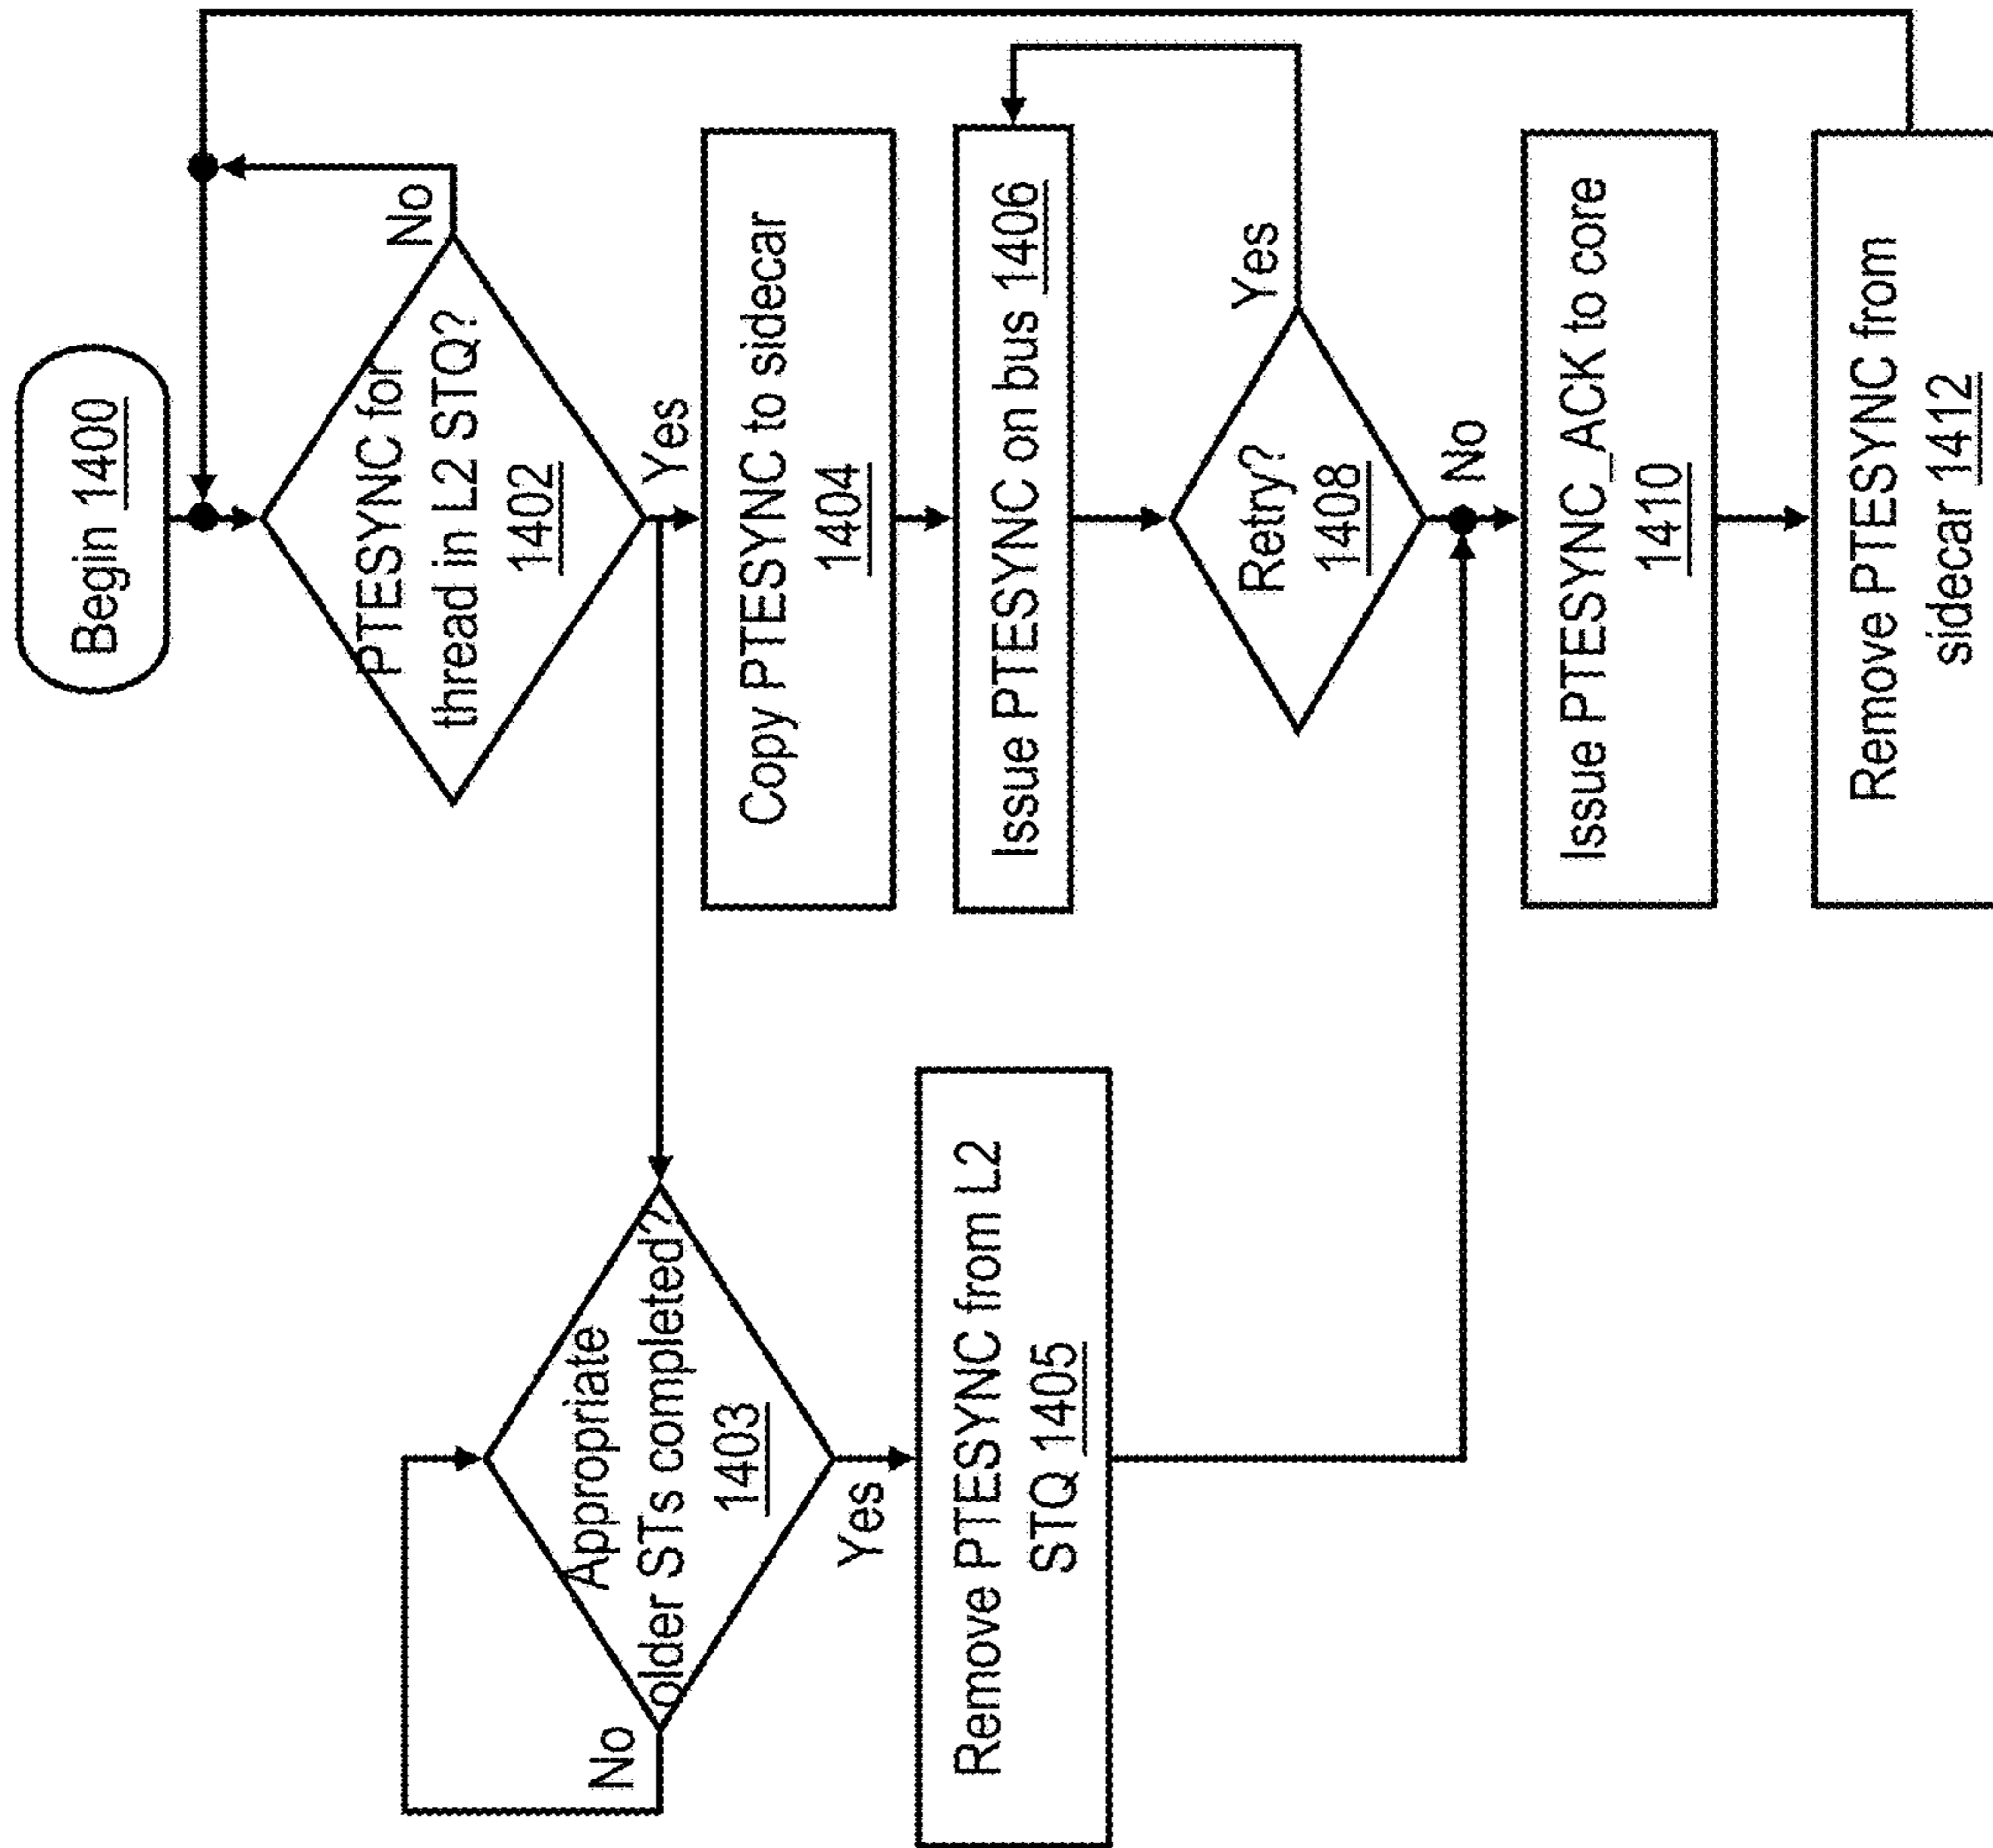 Begin 1400
PTESYNC for
thread in L2 STQ?
1402
No
Yes
Appropriate
older STs completed?
1403
No
Yes
Copy PTESYNC to sidecar
1404
Remove PTESYNC from L2
STQ 1405
Issue PTESYNC on bus 1406
Retry?
1408
Yes
No
Issue PTESYNC_ACK to core
1410
Remove PTESYNC from
sidecar 1412